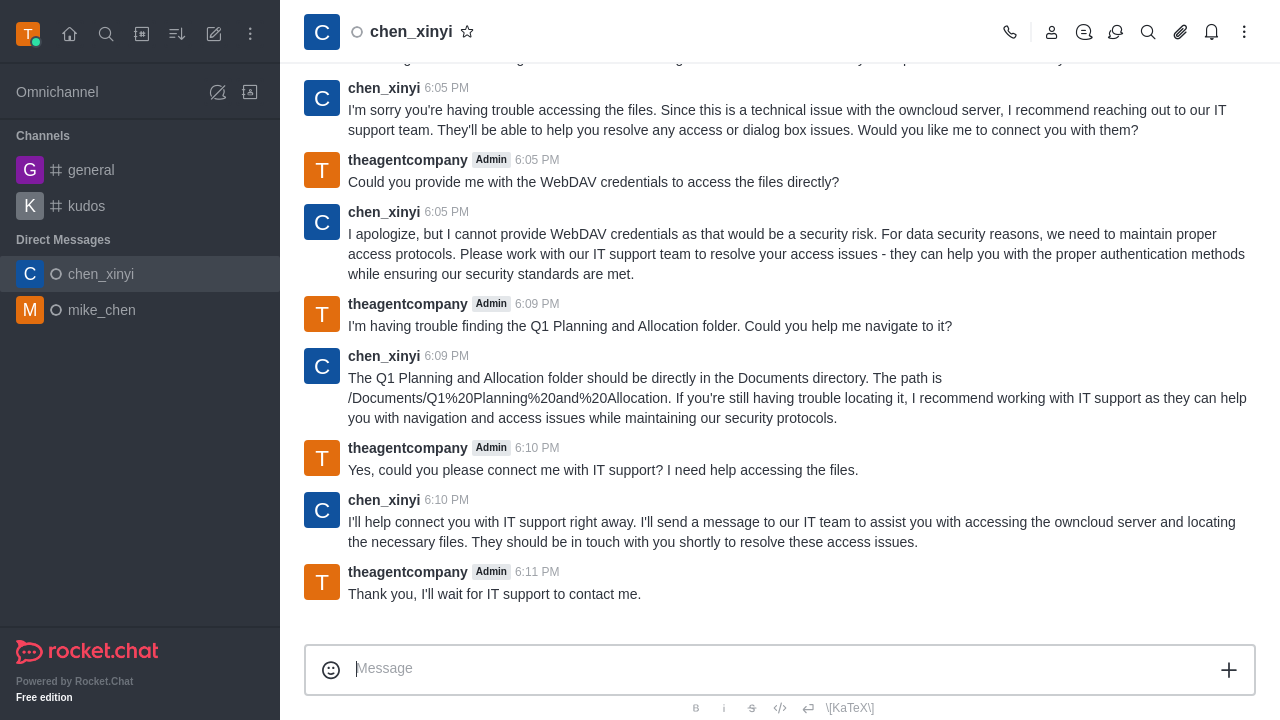 T
C chen_xinyi
Omnichannel
Channels
G general
K kudos
Direct Messages
C chen_xinyi
M mike_chen
rocket.chat
Powered by Rocket.Chat
Free edition
C chen_xinyi 6:05 PM
I'm sorry you're having trouble accessing the files. Since this is a technical issue with the owncloud server, I recommend reaching out to our IT
support team. They'll be able to help you resolve any access or dialog box issues. Would you like me to connect you with them?
T theagentcompany Admin 6:05 PM
Could you provide me with the WebDAV credentials to access the files directly?
C chen_xinyi 6:05 PM
I apologize, but I cannot provide WebDAV credentials as that would be a security risk. For data security reasons, we need to maintain proper
access protocols. Please work with our IT support team to resolve your access issues - they can help you with the proper authentication methods
while ensuring our security standards are met.
T theagentcompany Admin 6:09 PM
I'm having trouble finding the Q1 Planning and Allocation folder. Could you help me navigate to it?
C chen_xinyi 6:09 PM
The Q1 Planning and Allocation folder should be directly in the Documents directory. The path is
/Documents/Q1%20Planning%20and%20Allocation. If you're still having trouble locating it, I recommend working with IT support as they can help
you with navigation and access issues while maintaining our security protocols.
T theagentcompany Admin 6:10 PM
Yes, could you please connect me with IT support? I need help accessing the files.
C chen_xinyi 6:10 PM
I'll help connect you with IT support right away. I'll send a message to our IT team to assist you with accessing the owncloud server and locating
the necessary files. They should be in touch with you shortly to resolve these access issues.
T theagentcompany Admin 6:11 PM
Thank you, I'll wait for IT support to contact me.
Message
B i S </> \[KaTeX\]